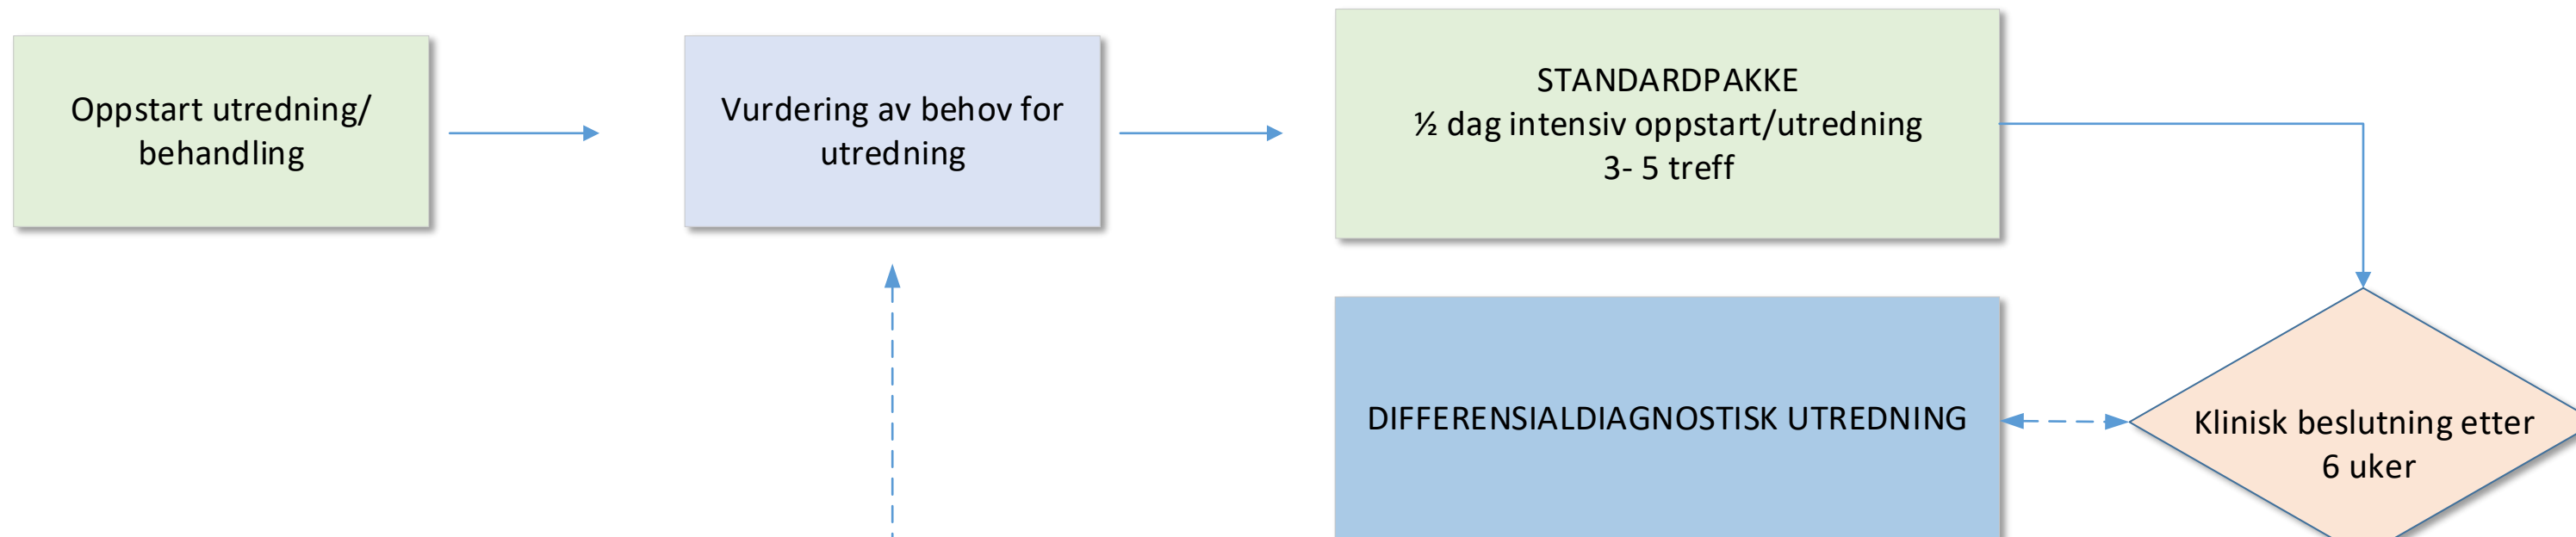 Oppstart utredning/
behandling
Vurdering av behov for
utredning
STANDARDPAKKE
½ dag intensiv oppstart/utredning
3- 5 treff
DIFFERENSIALDIAGNOSTISK UTREDNING
Klinisk beslutning etter
6 uker